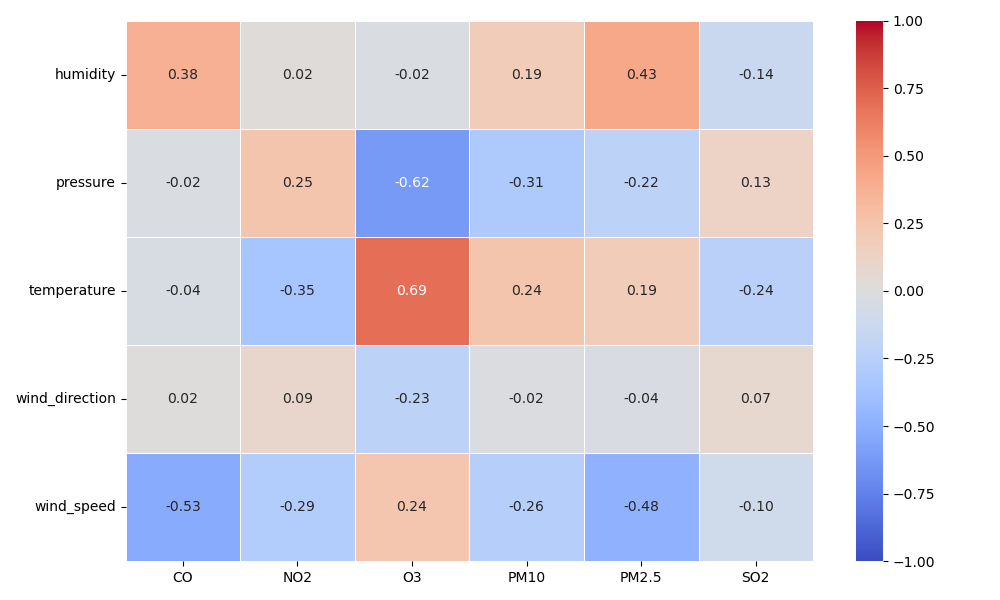 humidity 0.38 0.02 -0.02 0.19 0.43 -0.14
pressure -0.02 0.25 -0.62 -0.31 -0.22 0.13
temperature -0.04 -0.35 0.69 0.24 0.19 -0.24
wind_direction 0.02 0.09 -0.23 -0.02 -0.04 0.07
wind_speed -0.53 -0.29 0.24 -0.26 -0.48 -0.10
CO NO2 O3 PM10 PM2.5 SO2
1.00
0.75
0.50
0.25
0.00
−0.25
−0.50
−0.75
−1.00